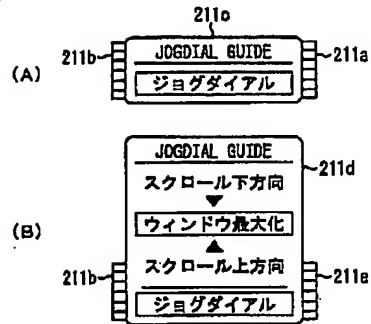 211c
(A)
211b
JOGDIAL GUIDE
211a
ジョグダイアル
(B)
JOGDIAL GUIDE
211d
スクロール下方向
▼
ウィンドウ最大化
▲
スクロール上方向
211b
211a
ジョグダイアル